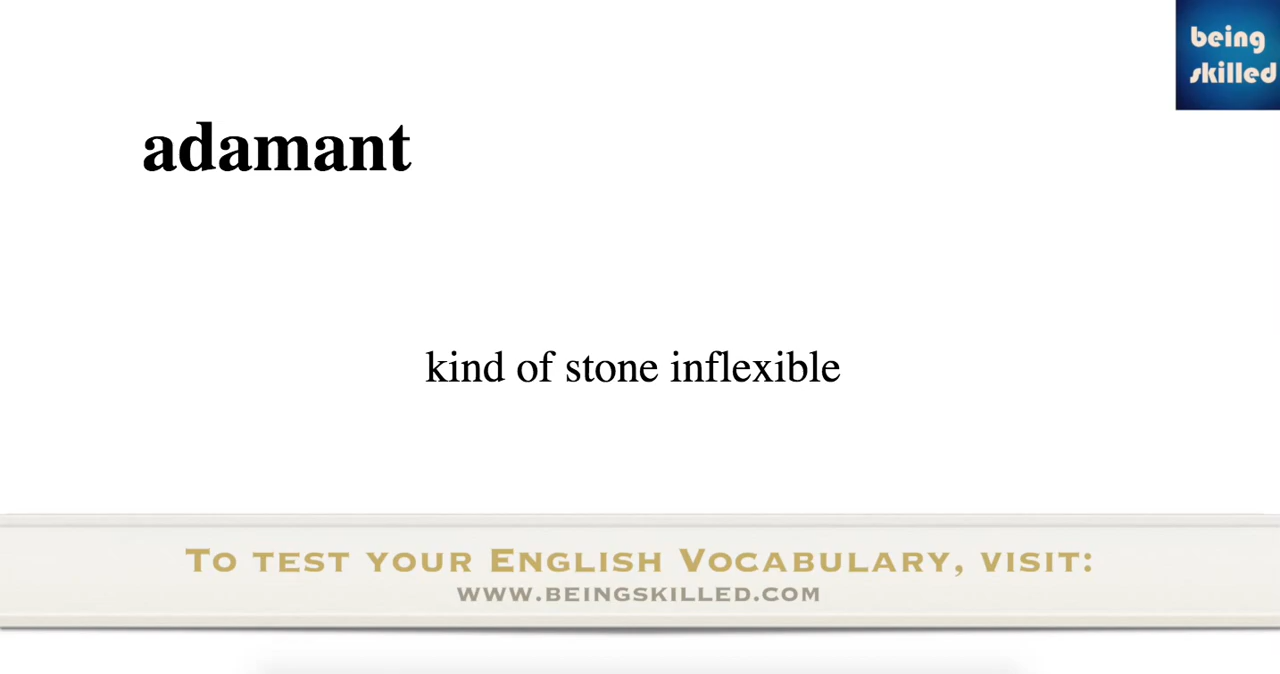 being
skilled
adamant
kind of stone inflexible
To test your English Vocabulary, visit:
www.beingskilled.com